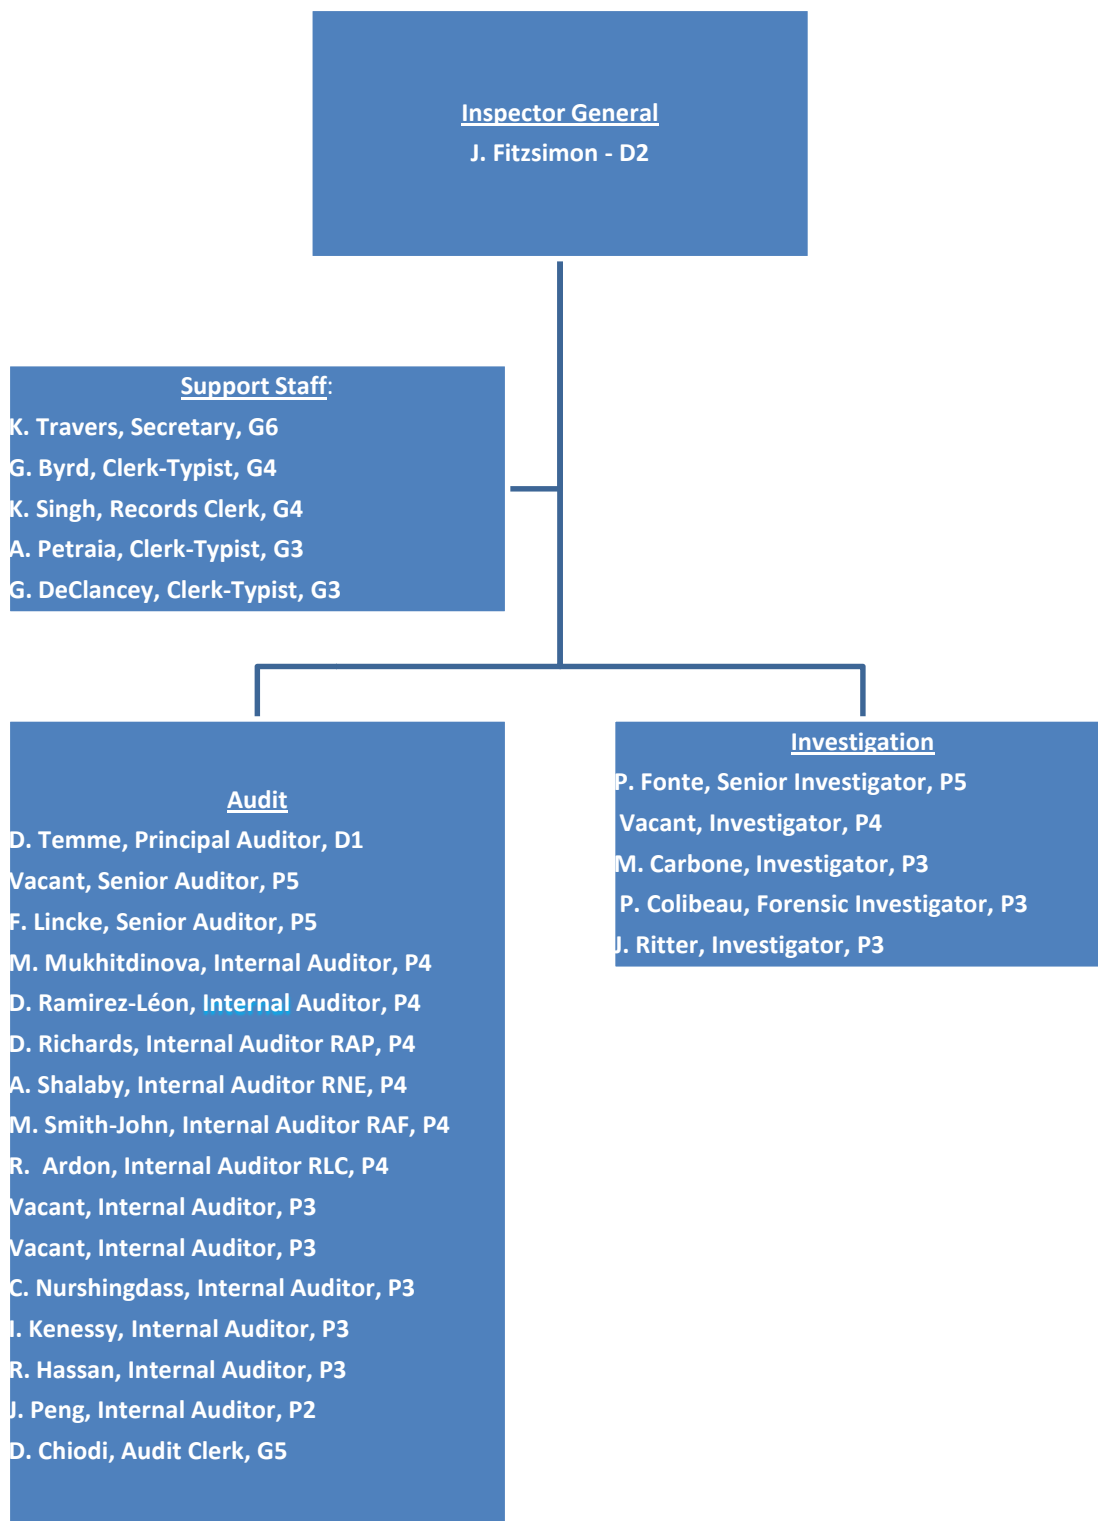 Inspector General
J. Fitzsimon - D2
Support Staff:
K. Travers, Secretary, G6
G. Byrd, Clerk-Typist, G4
K. Singh, Records Clerk, G4
A. Petraia, Clerk-Typist, G3
G. DeClancey, Clerk-Typist, G3
Audit
D. Temme, Principal Auditor, D1
Vacant, Senior Auditor, P5
F. Lincke, Senior Auditor, P5
M. Mukhitdinova, Internal Auditor, P4
D. Ramirez-Léon, Internal Auditor, P4
D. Richards, Internal Auditor RAP, P4
A. Shalaby, Internal Auditor RNE, P4
M. Smith-John, Internal Auditor RAF, P4
R.  Ardon, Internal Auditor RLC, P4
Vacant, Internal Auditor, P3
Vacant, Internal Auditor, P3
C. Nurshingdass, Internal Auditor, P3
I. Kenessy, Internal Auditor, P3
R. Hassan, Internal Auditor, P3
J. Peng, Internal Auditor, P2
D. Chiodi, Audit Clerk, G5
Investigation
P. Fonte, Senior Investigator, P5
Vacant, Investigator, P4
M. Carbone, Investigator, P3
P. Colibeau, Forensic Investigator, P3
J. Ritter, Investigator, P3